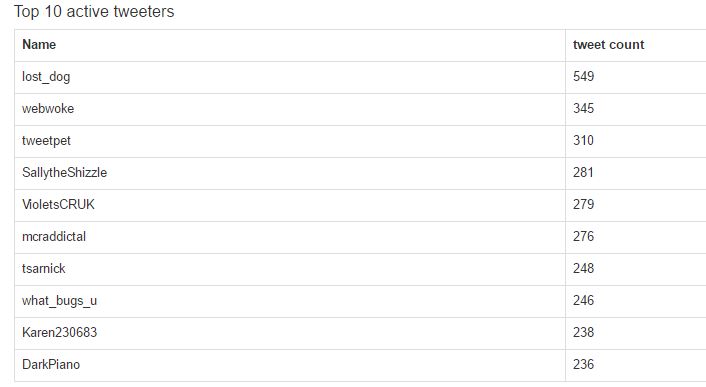 Top 10 active tweeters
Name tweet count
lost_dog 549
webwoke 345
tweetpet 310
SallytheShizzle 281
VioletsCRUK 279
mcraddictal 276
tsarnick 248
what_bugs_u 246
Karen230683 238
DarkPiano 236